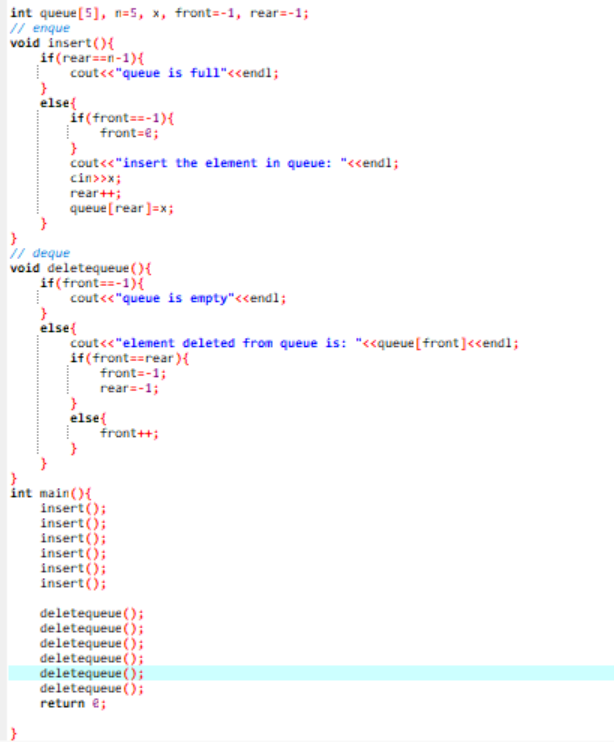 int queue[5], n=5, x, front=-1, rear=-1;
// enque
void insert(){
    if(rear==n-1){
        cout<<"queue is full"<<endl;
    }
    else{
        if(front==-1){
            front=0;
        }
        cout<<"insert the element in queue: "<<endl;
        cin>>x;
        rear++;
        queue[rear]=x;
    }
}
// deque
void deletequeue(){
    if(front==-1){
        cout<<"queue is empty"<<endl;
    }
    else{
        cout<<"element deleted from queue is: "<<queue[front]<<endl;
        if(front==rear){
            front=-1;
            rear=-1;
        }
        else{
            front++;
        }
    }
}
int main(){
    insert();
    insert();
    insert();
    insert();
    insert();
    insert();

    deletequeue();
    deletequeue();
    deletequeue();
    deletequeue();
    deletequeue();
    deletequeue();
    return 0;

}